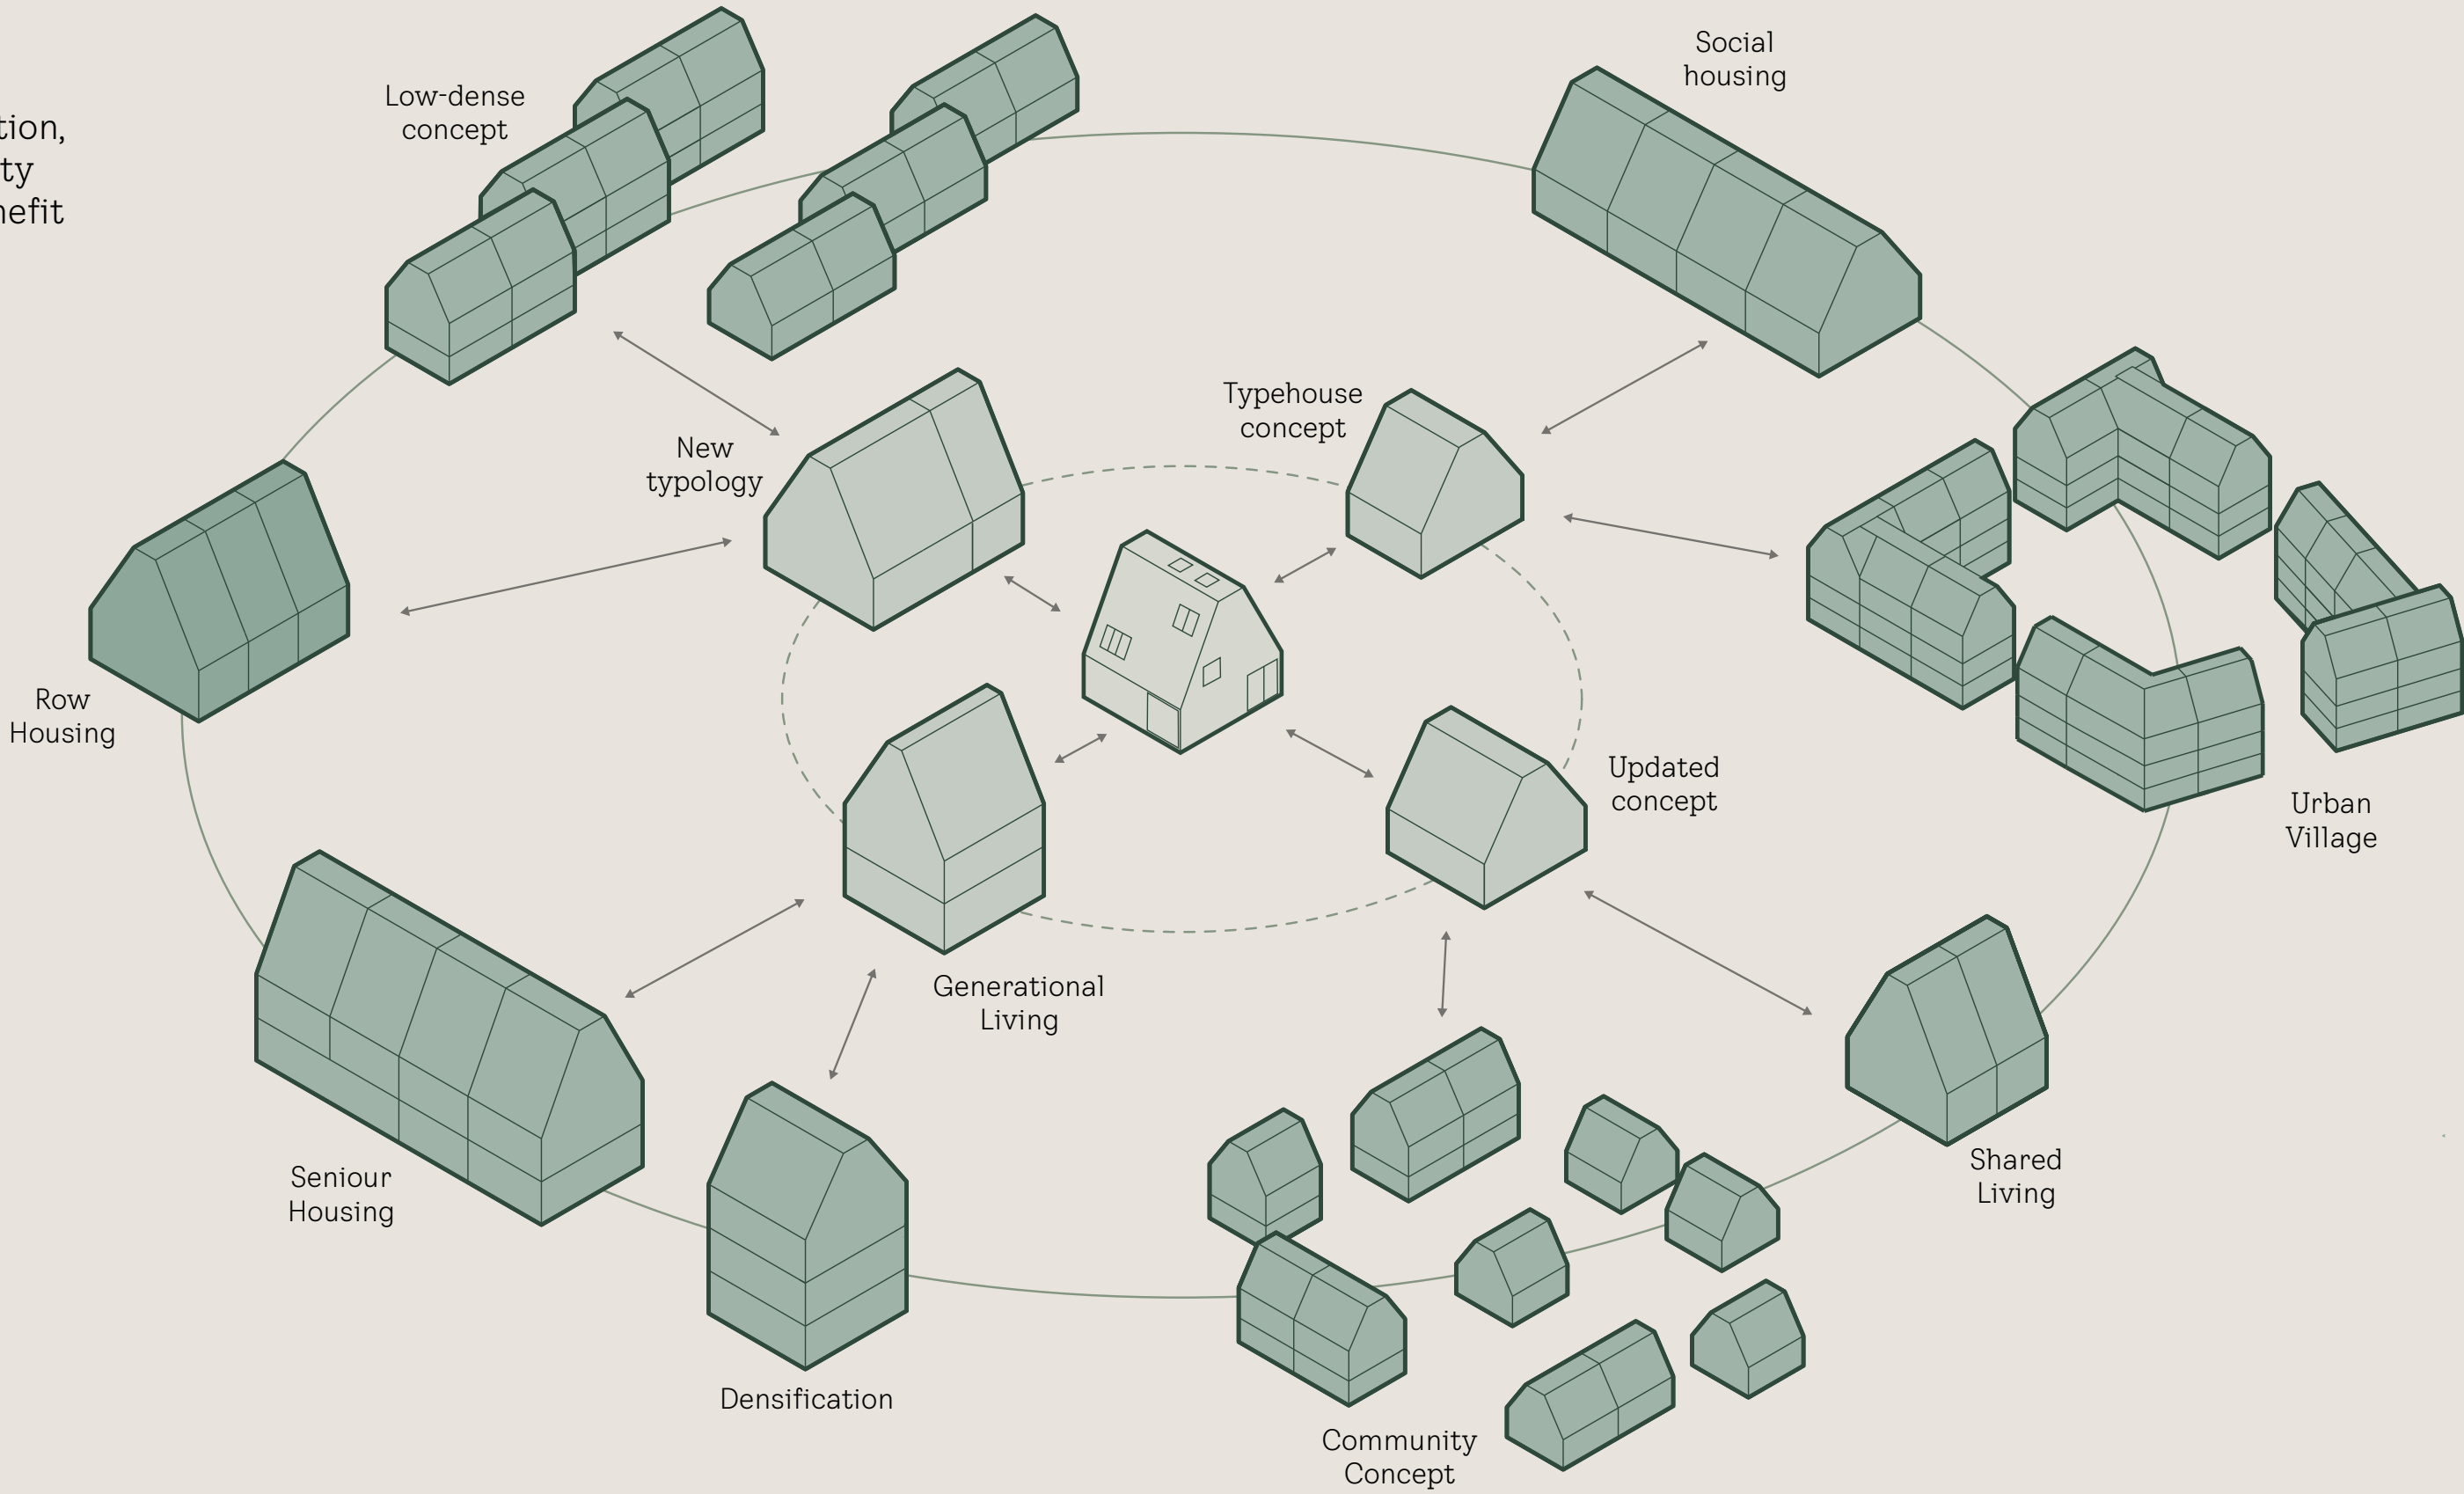 tion,
ty
nefit
Low-dense
concept
Social
housing
Typehouse
concept
New
typology
Row
Housing
Updated
concept
Urban
Village
Generational
Living
Seniour
Housing
Shared
Living
Densification
Community
Concept